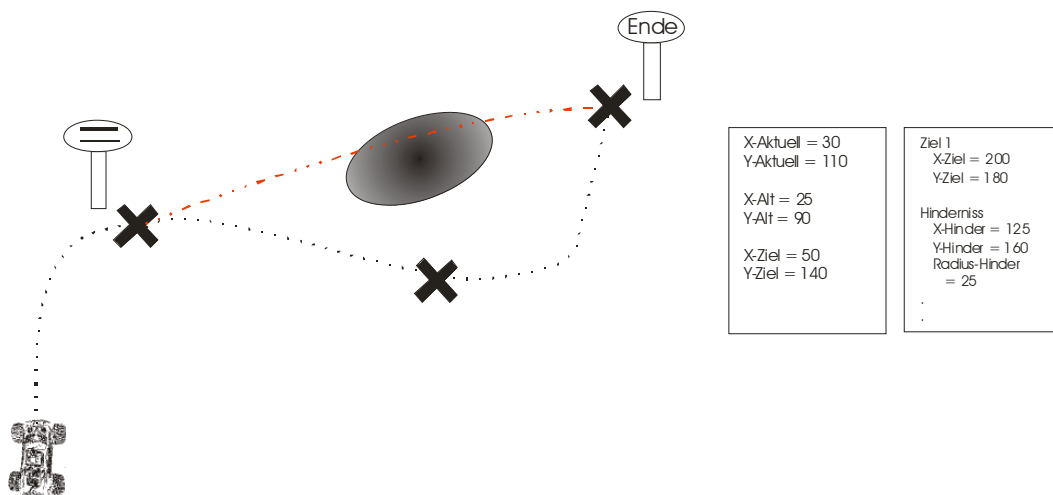 Ende
X-Aktuell = 30
Y-Aktuell = 110
X-Alt = 25
Y-Alt = 90
X-Ziel = 50
Y-Ziel = 140
Ziel 1
X-Ziel = 200
Y-Ziel = 180
Hinderniss
X-Hinder = 125
Y-Hinder = 160
Radius-Hinder
= 25
.
.